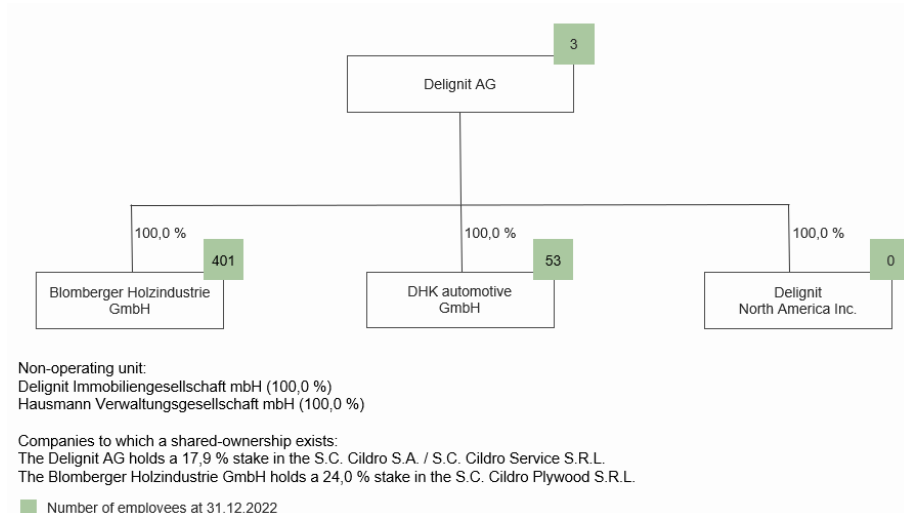 3
Delignit AG
100,0 %
100,0 %
100,0 %
401
53
0
Blomberger Holzindustrie
GmbH
DHK automotive
GmbH
Delignit
North America Inc.
Non-operating unit:
Delignit Immobiliengesellschaft mbH (100,0 %)
Hausmann Verwaltungsgesellschaft mbH (100,0 %)
Companies to which a shared-ownership exists:
The Delignit AG holds a 17,9 % stake in the S.C. Cildro S.A. / S.C. Cildro Service S.R.L.
The Blomberger Holzindustrie GmbH holds a 24,0 % stake in the S.C. Cildro Plywood S.R.L.
Number of employees at 31.12.2022